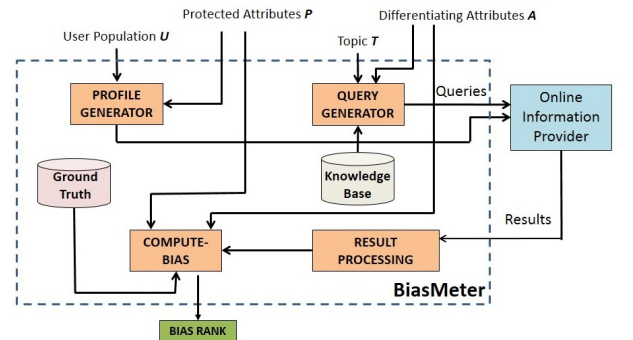 Protected Attributes P
Differentiating Attributes A
User Population U
Topic T
PROFILE
GENERATOR
QUERY
GENERATOR
Queries
Online
Information
Provider
Ground
Truth
Knowledge
Base
Results
COMPUTE-
BIAS
RESULT
PROCESSING
BiasMeter
BIAS RANK